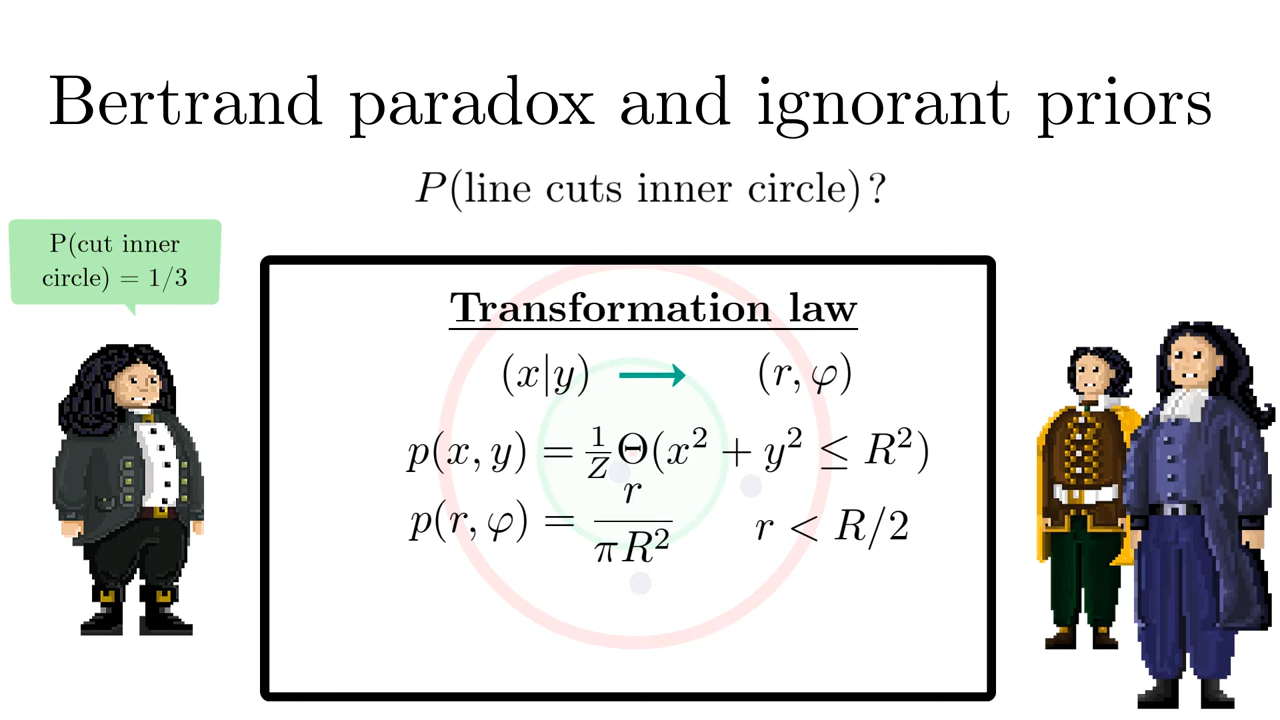 Bertrand paradox and ignorant priors
P(line cuts inner circle)?
P(cut inner
circle) = 1/3
Transformation law
(x|y) → (r, φ)
p(x, y) = 1/Z Θ(x² + y² ≤ R²)
p(r, φ) = r/πR² r < R/2